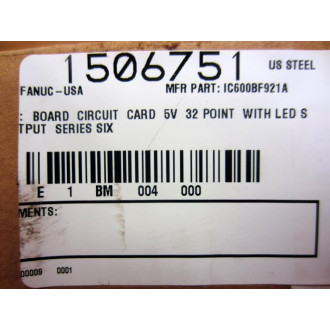 1506751 US STEEL
FANUC-USA MFR PART: IC600BF921A
: BOARD CIRCUIT CARD 5V 32 POINT WITH LED S
TPUT SERIES SIX
E 1 BM 004 000
MENTS:
00009 0001